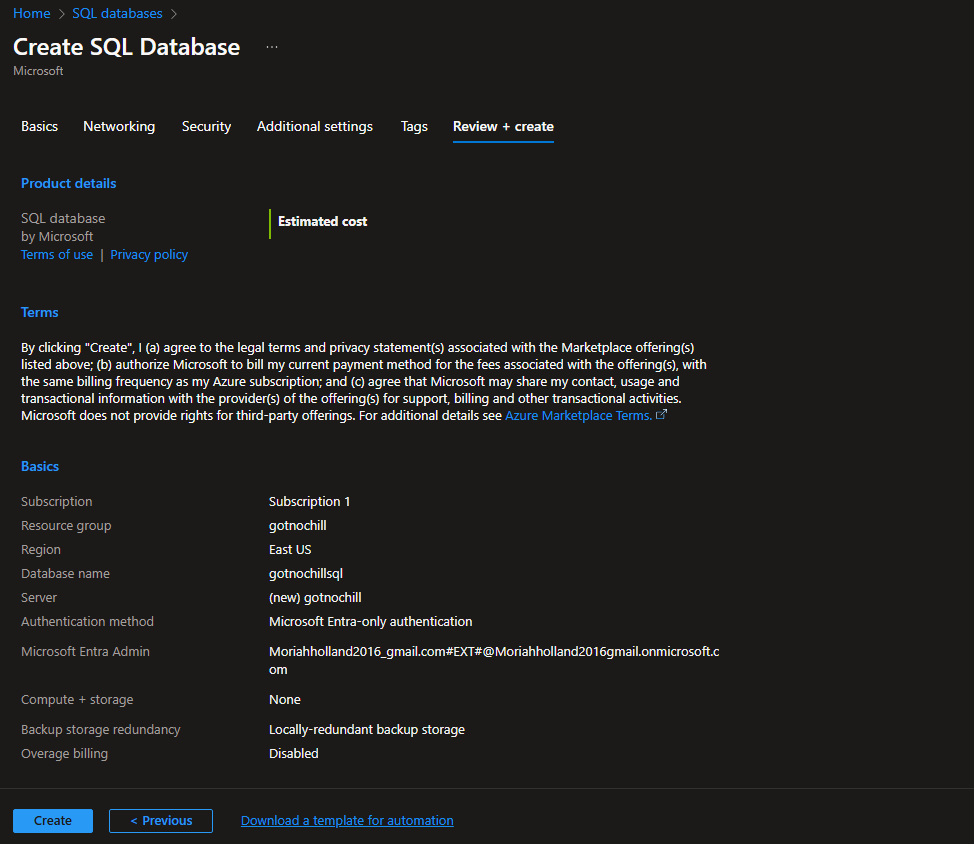 Home > SQL databases >
Create SQL Database ...
Microsoft
Basics Networking Security Additional settings Tags Review + create
Product details
SQL database
by Microsoft
Terms of use | Privacy policy
Estimated cost
Terms
By clicking "Create", I (a) agree to the legal terms and privacy statement(s) associated with the Marketplace offering(s)
listed above; (b) authorize Microsoft to bill my current payment method for the fees associated with the offering(s), with
the same billing frequency as my Azure subscription; and (c) agree that Microsoft may share my contact, usage and
transactional information with the provider(s) of the offering(s) for support, billing and other transactional activities.
Microsoft does not provide rights for third-party offerings. For additional details see Azure Marketplace Terms.
Basics
Subscription Subscription 1
Resource group gotnochill
Region East US
Database name gotnochillsql
Server (new) gotnochill
Authentication method Microsoft Entra-only authentication
Microsoft Entra Admin Moriahholland2016_gmail.com#EXT#@Moriahholland2016gmail.onmicrosoft.c
om
Compute + storage None
Backup storage redundancy Locally-redundant backup storage
Overage billing Disabled
Create < Previous Download a template for automation